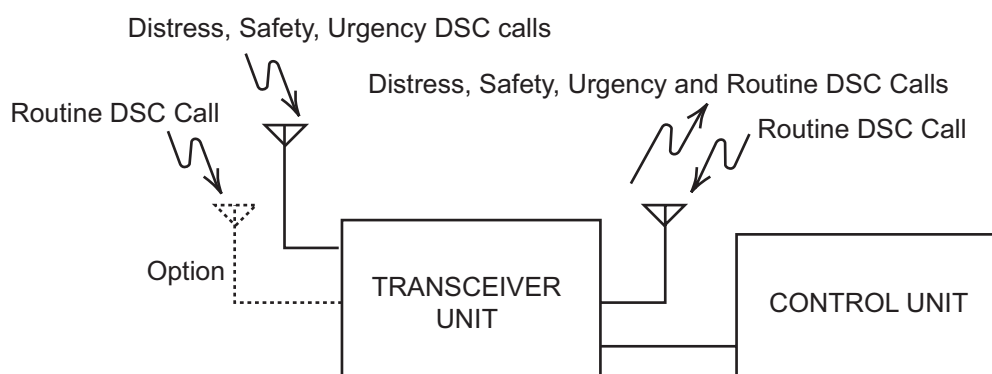 Distress, Safety, Urgency DSC calls
Distress, Safety, Urgency and Routine DSC Calls
Routine DSC Call
Routine DSC Call
Option
TRANSCEIVER
UNIT
CONTROL UNIT